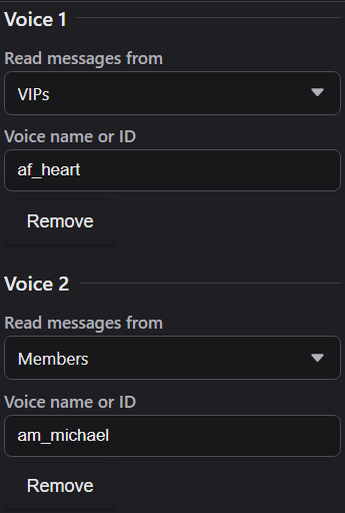 Voice 1
Read messages from
VIPs
Voice name or ID
af_heart
Remove
Voice 2
Read messages from
Members
Voice name or ID
am_michael
Remove